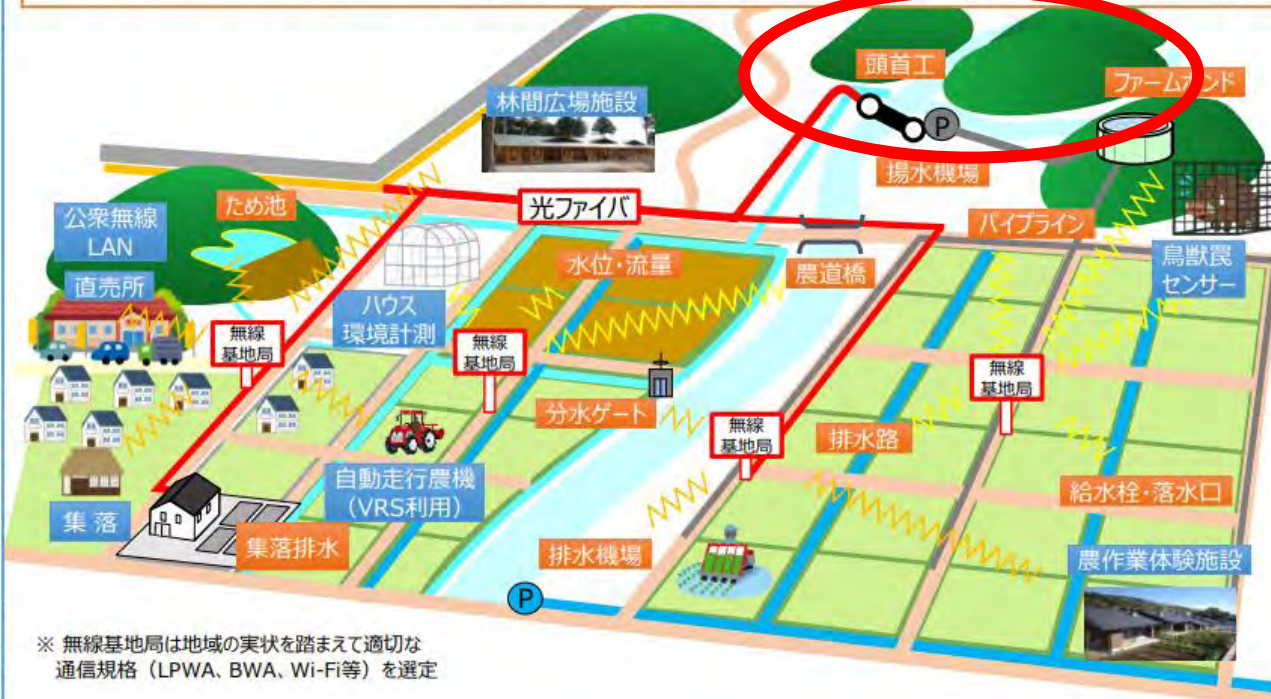 頭首工
ファームポンド
林間広場施設
P
揚水機場
ため池
光ファイバ
パイプライン
公衆無線
LAN
水位・流量
農道橋
鳥獣罠
センサー
直売所
ハウス
環境計測
無線
基地局
無線
基地局
無線
基地局
分水ゲート
無線
基地局
排水路
自動走行農機
(VRS利用)
給水栓・落水口
集 落
集落排水
排水機場
農作業体験施設
P
※ 無線基地局は地域の実状を踏まえて適切な
通信規格(LPWA、BWA、Wi-Fi等)を選定